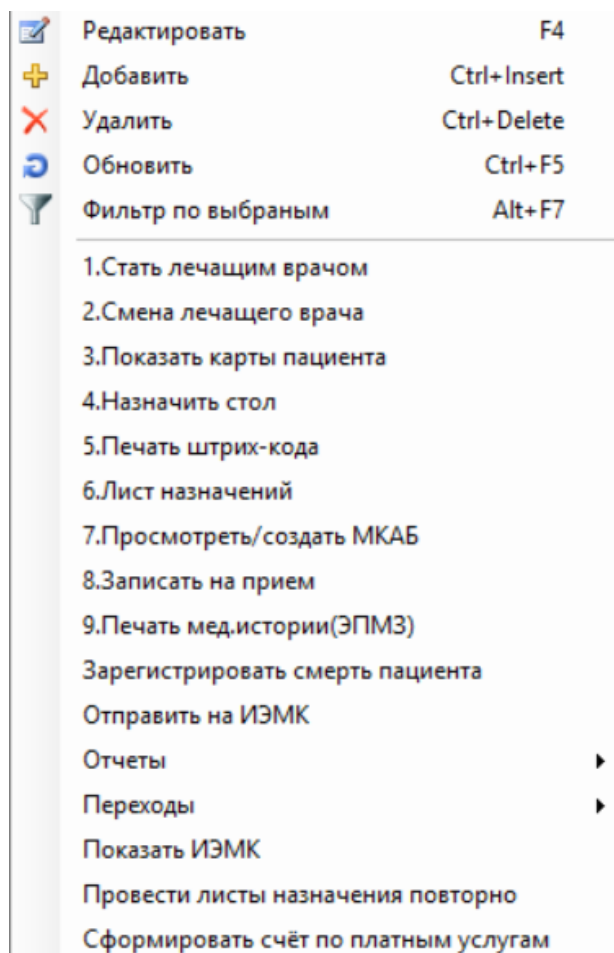 Редактировать F4
Добавить Ctrl+Insert
Удалить Ctrl+Delete
Обновить Ctrl+F5
Фильтр по выбраным Alt+F7
1.Стать лечащим врачом
2.Смена лечащего врача
3.Показать карты пациента
4.Назначить стол
5.Печать штрих-кода
6.Лист назначений
7.Просмотреть/создать МКАБ
8.Записать на прием
9.Печать мед.истории(ЭПМЗ)
Зарегистрировать смерть пациента
Отправить на ИЭМК
Отчеты
Переходы
Показать ИЭМК
Провести листы назначения повторно
Сформировать счёт по платным услугам